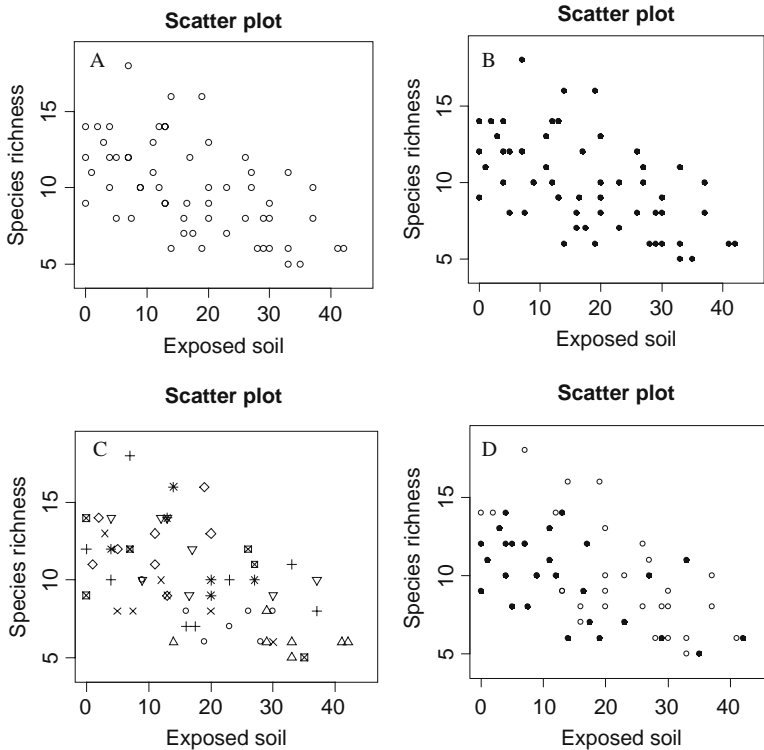 Scatter plot
A
Species richness
15
10
5
0 10 20 30 40
Exposed soil
Scatter plot
B
Species richness
15
10
5
0 10 20 30 40
Exposed soil
Scatter plot
C
Species richness
15
10
5
0 10 20 30 40
Exposed soil
Scatter plot
D
Species richness
15
10
5
0 10 20 30 40
Exposed soil